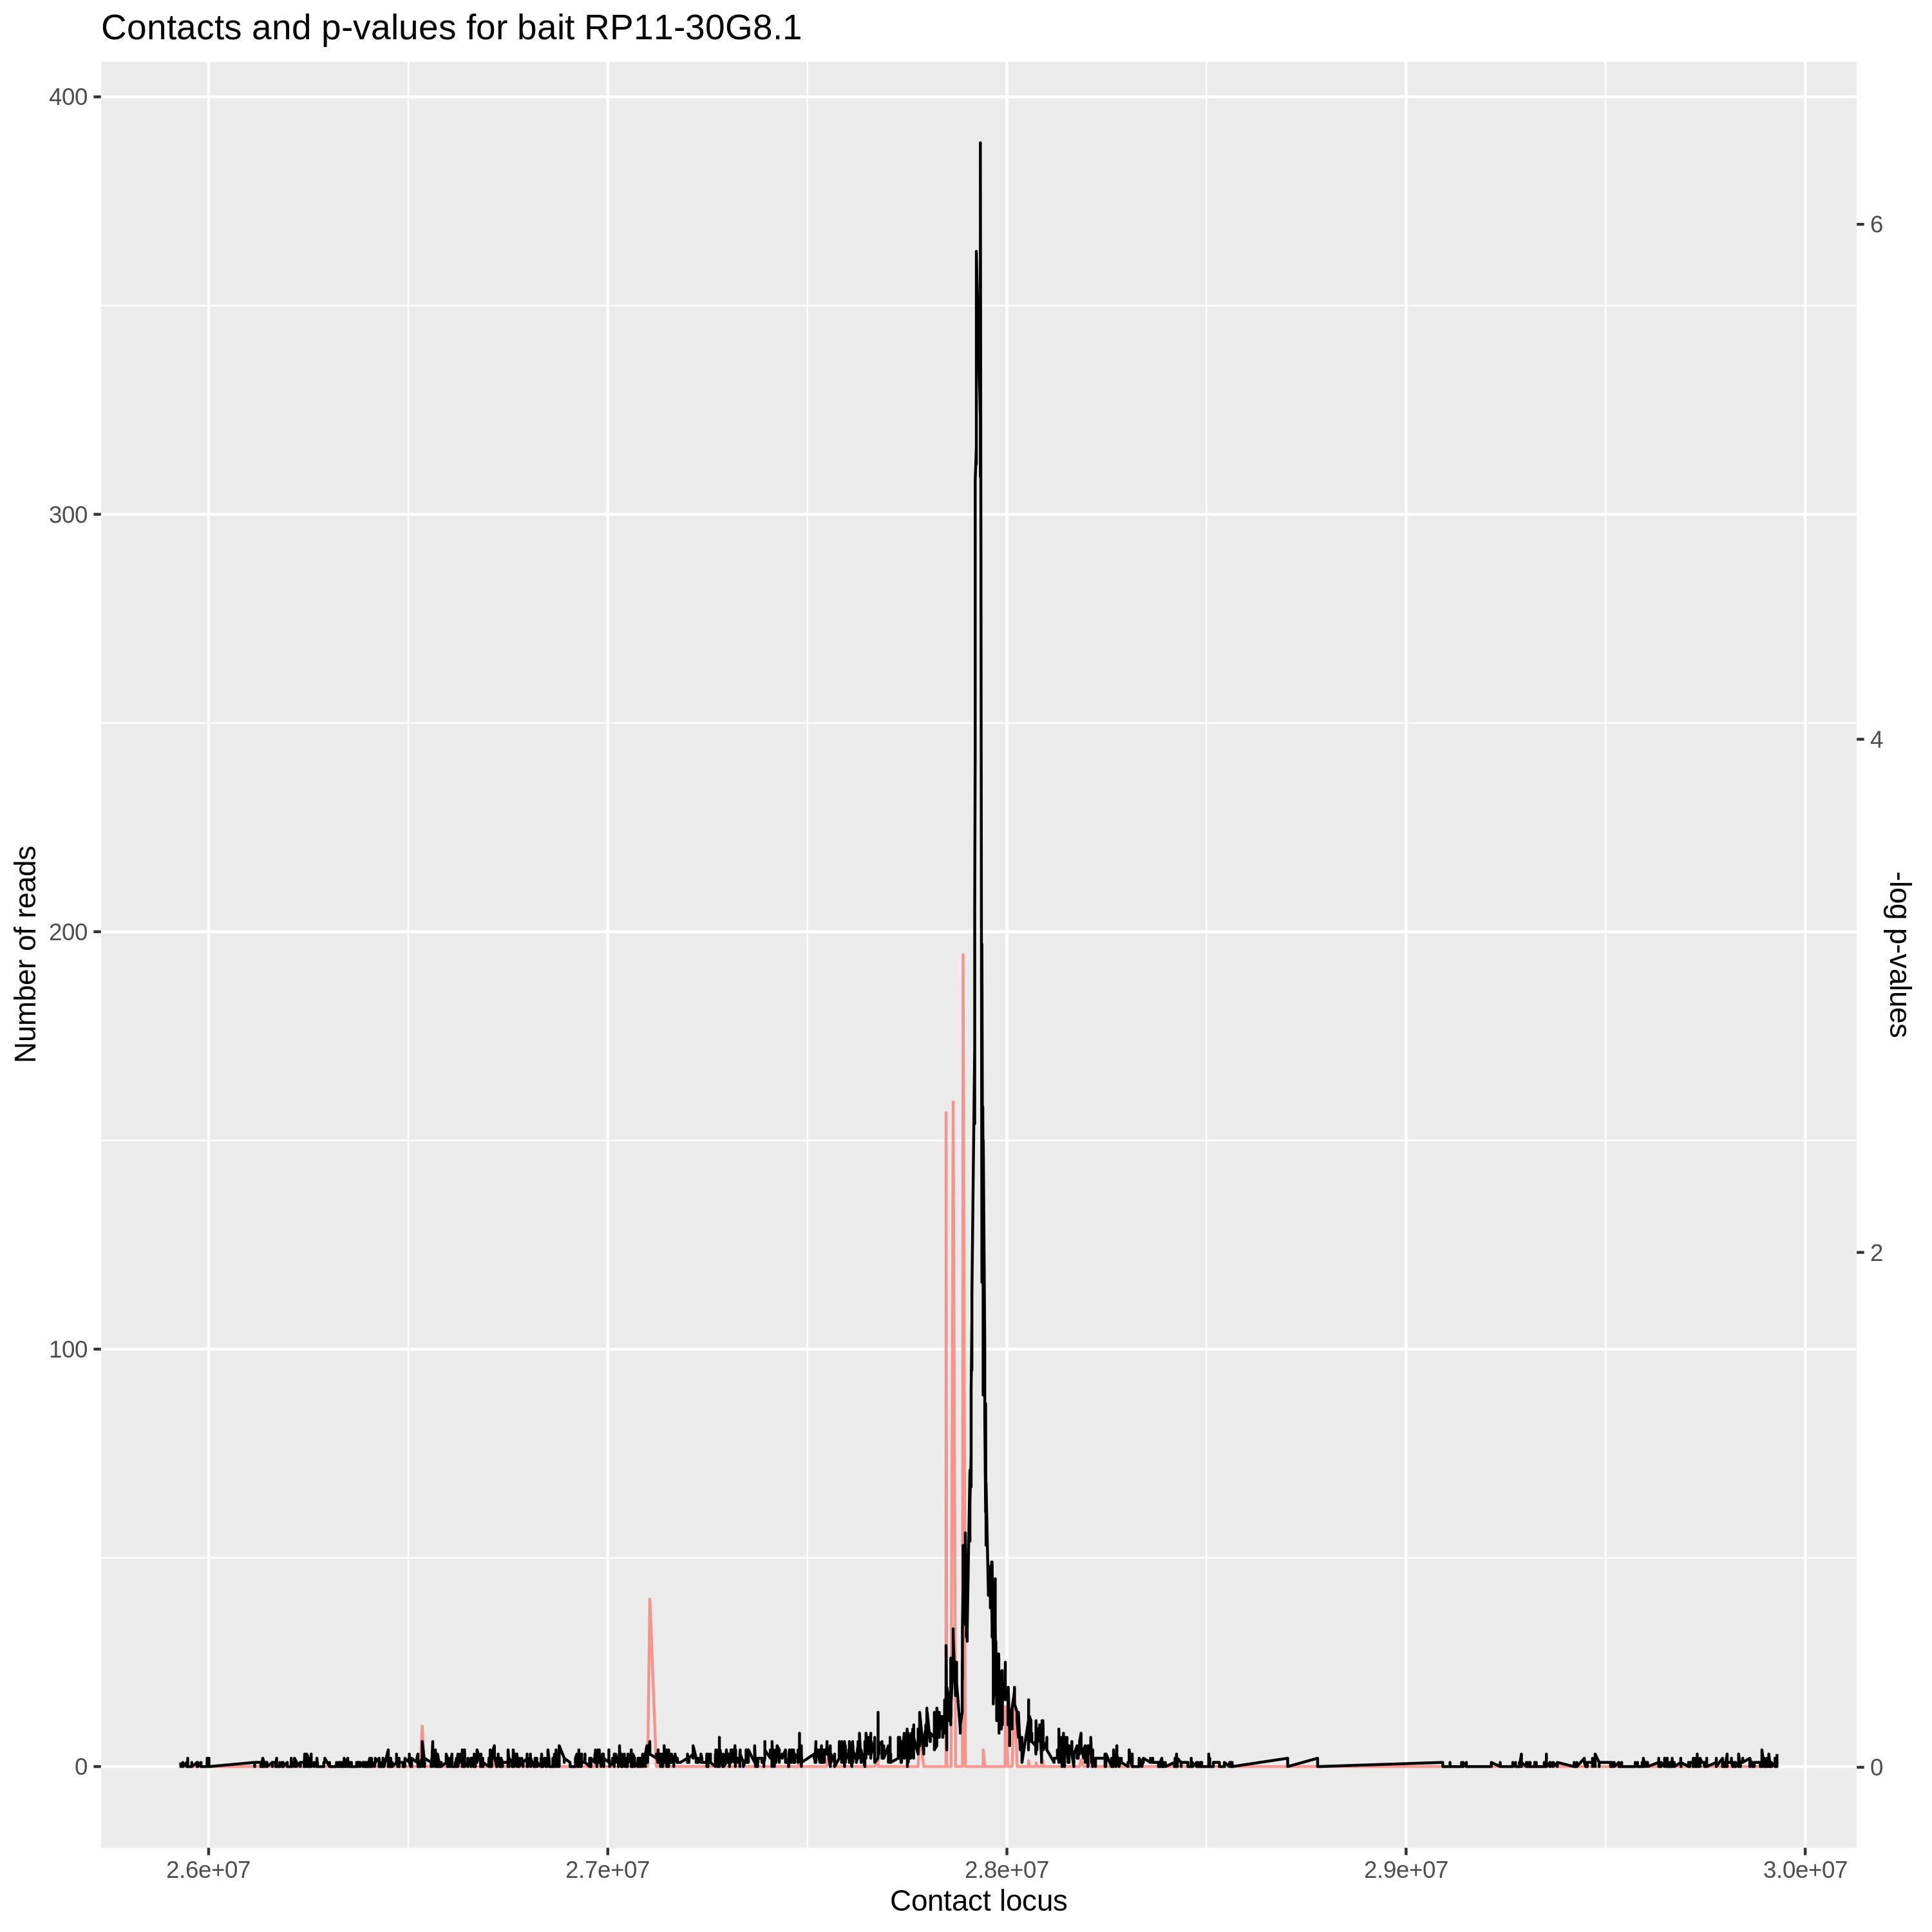 Contacts and p-values for bait RP11-30G8.1
400
300
200
100
0
Number of reads
6
4
2
0
-log p-values
2.6e+07
2.7e+07
2.8e+07
2.9e+07
3.0e+07
Contact locus